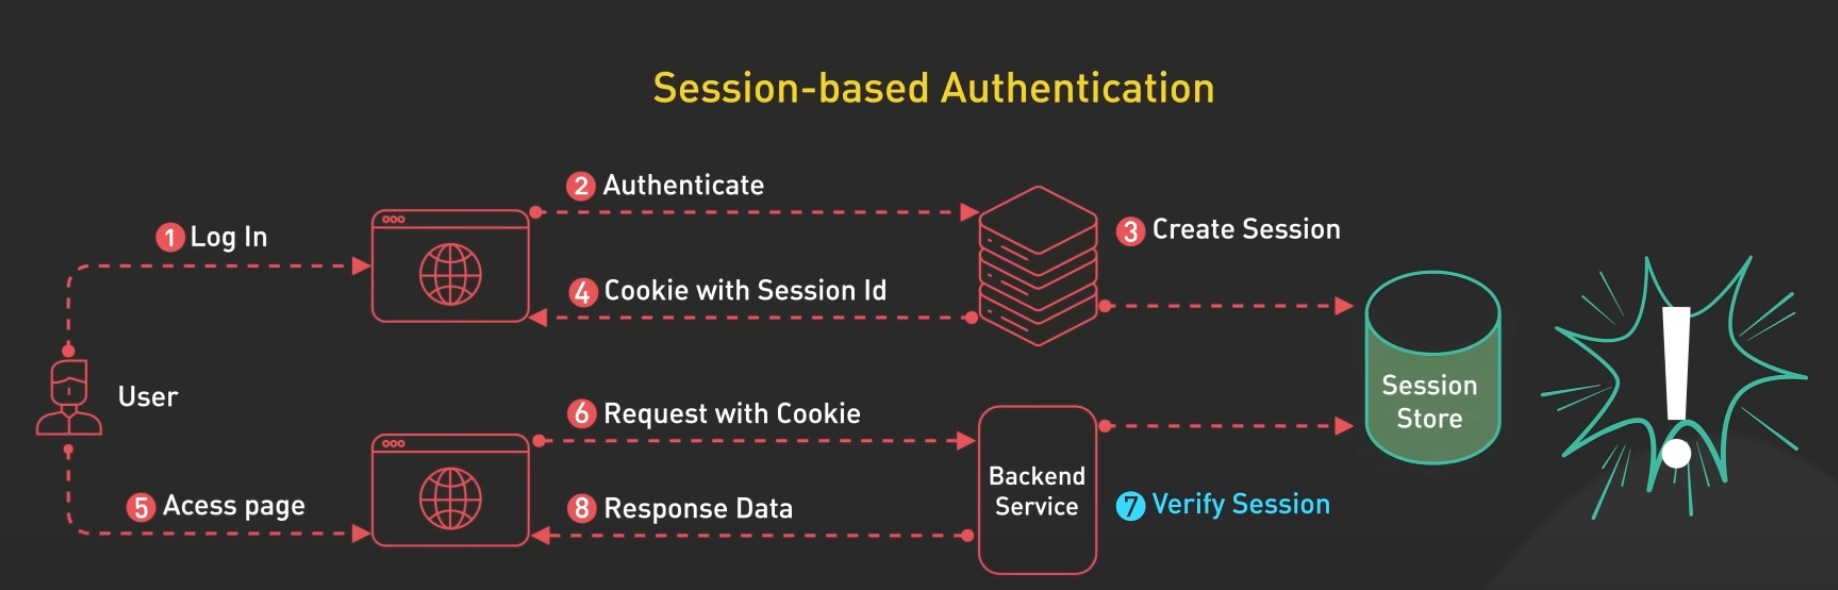 Session-based Authentication
1 Log In
2 Authenticate
3 Create Session
4 Cookie with Session Id
User
Session
Store
!
5 Acess page
6 Request with Cookie
Backend
Service
7 Verify Session
8 Response Data